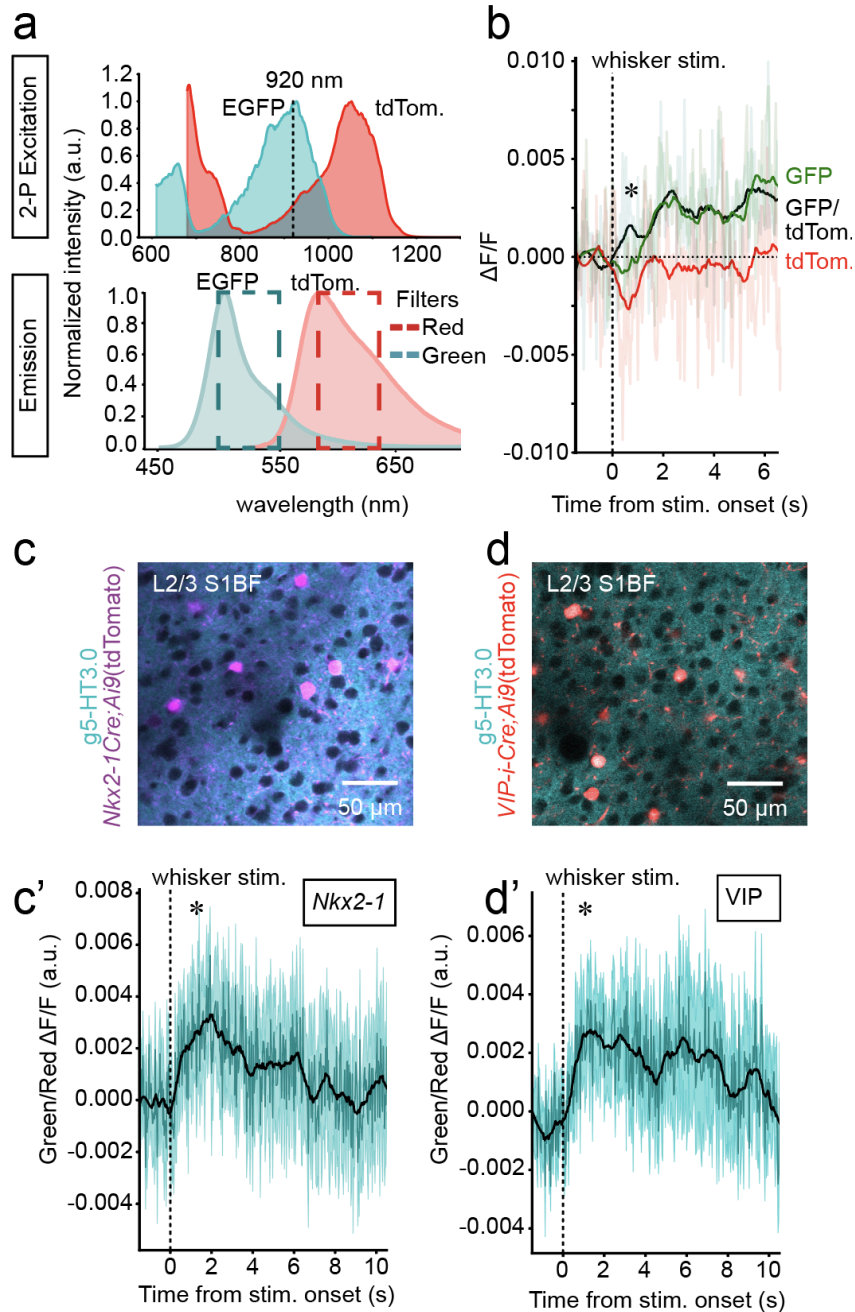 a
2-P Excitation
Emission
Normalized intensity (a.u.)
920 nm
EGFP
tdTom.
1.2
1.0
0.8
0.6
0.4
0.2
0.0
600 800 1000 1200
EGFP tdTom.
Filters
Red
Green
1.0
0.8
0.6
0.4
0.2
0.0
450 550 650
wavelength (nm)
b
whisker stim.
ΔF/F
0.010
0.005
0.000
-0.005
-0.010
*
GFP
GFP/
tdTom.
tdTom.
0 2 4 6
Time from stim. onset (s)
c
g5-HT3.0
Nkx2-1Cre;Ai9(tdTomato)
L2/3 S1BF
50 µm
d
g5-HT3.0
VIP-i-Cre;Ai9(tdTomato)
L2/3 S1BF
50 µm
c'
whisker stim.
*
Nkx2-1
Green/Red ΔF/F (a.u.)
0.008
0.006
0.004
0.002
0.000
-0.002
-0.004
0 2 4 6 8 10
Time from stim. onset (s)
d'
whisker stim.
*
VIP
Green/Red ΔF/F (a.u.)
0.006
0.004
0.002
0.000
-0.002
-0.004
0 2 4 6 8 10
Time from stim. onset (s)